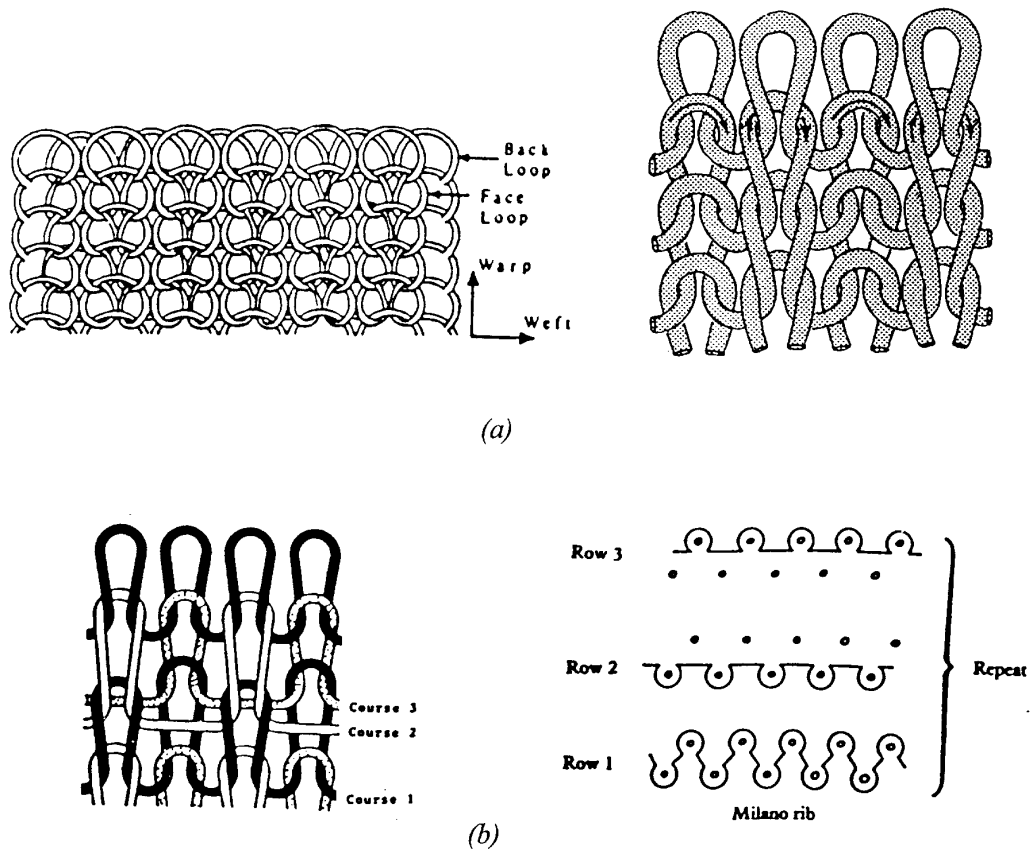 Back
Loop
Face
Loop
Warp
Weft
(a)
Course 3
Course 2
Course 1
Row 3
Row 2
Row 1
Repeat
Milano rib
(b)